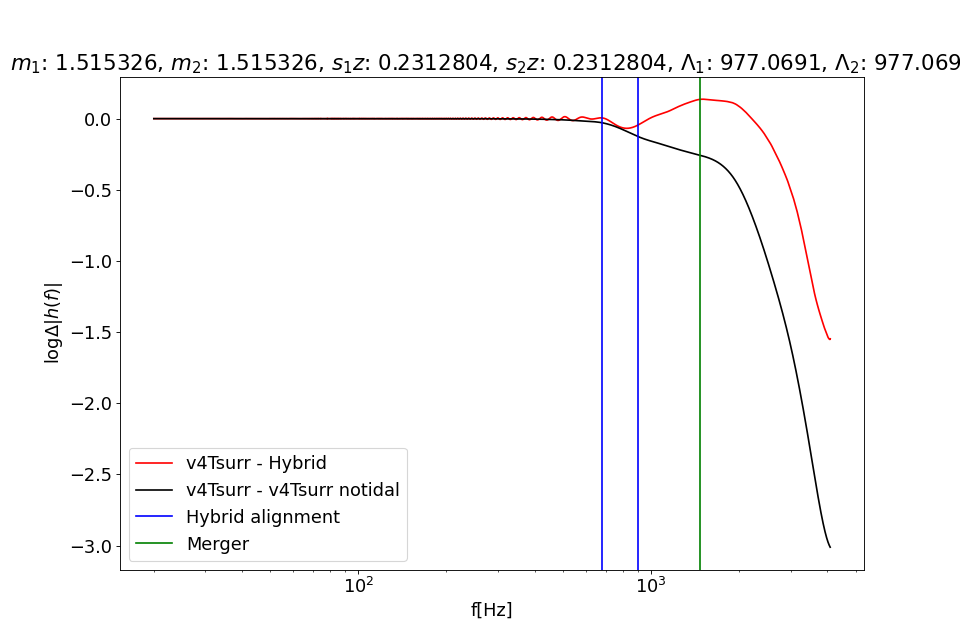 m₁: 1.515326, m₂: 1.515326, s₁z: 0.2312804, s₂z: 0.2312804, Λ₁: 977.0691, Λ₂: 977.069
0.0
−0.5
−1.0
−1.5
−2.0
−2.5
−3.0
logΔ|h(f)|
v4Tsurr - Hybrid
v4Tsurr - v4Tsurr notidal
Hybrid alignment
Merger
10² 10³
f[Hz]